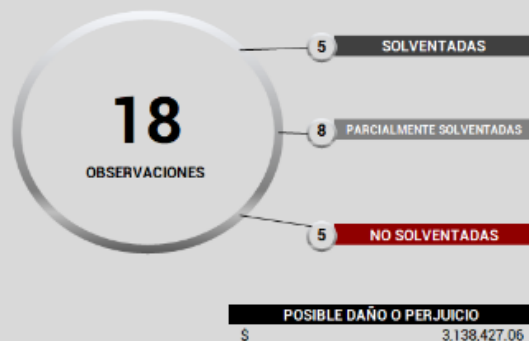 18
OBSERVACIONES
5 SOLVENTADAS
8 PARCIALMENTE SOLVENTADAS
5 NO SOLVENTADAS
POSIBLE DAÑO O PERJUICIO
$ 3.138,427.06